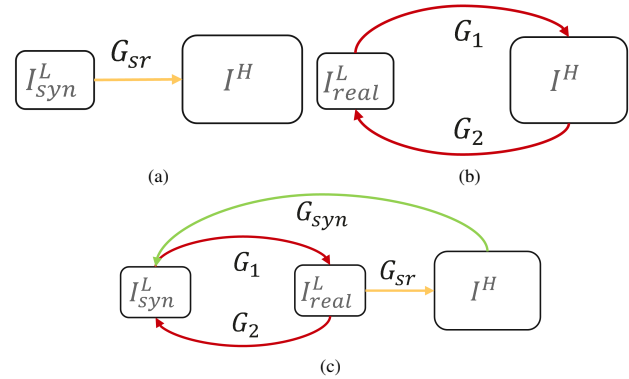 G_sr
I^L_syn
I^H
(a)
G_1
I^L_real
I^H
G_2
(b)
G_syn
G_1
I^L_syn
I^L_real
G_sr
I^H
G_2
(c)